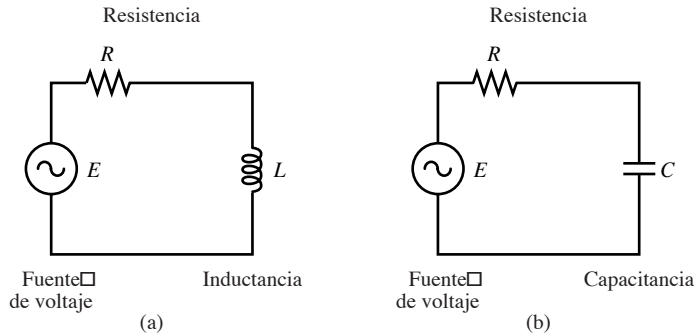 Resistencia
R
E
L
Fuente
de voltaje
Inductancia
(a)
Resistencia
R
E
C
Fuente
de voltaje
Capacitancia
(b)